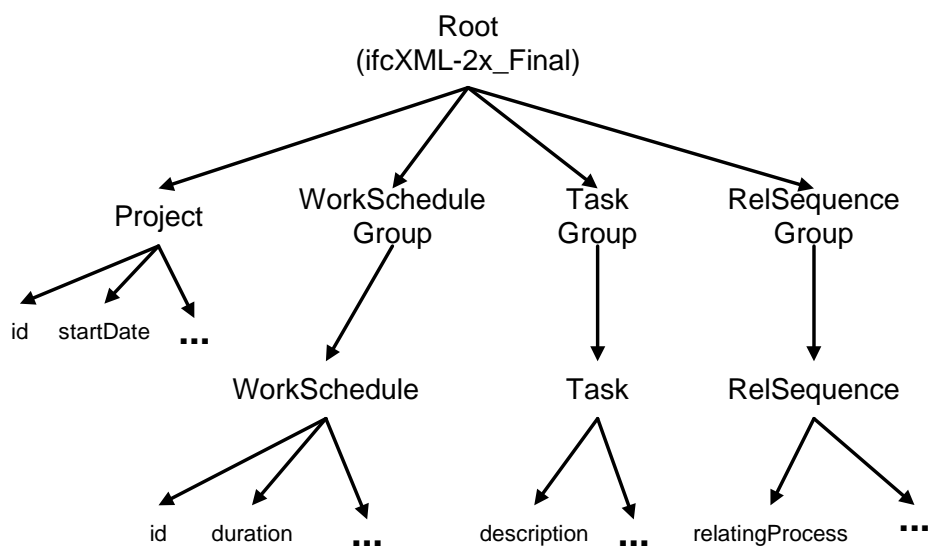 Root
(ifcXML-2x_Final)
Project
WorkSchedule
Group
Task
Group
RelSequence
Group
id startDate ...
WorkSchedule Task RelSequence
id duration ... description ... relatingProcess ...